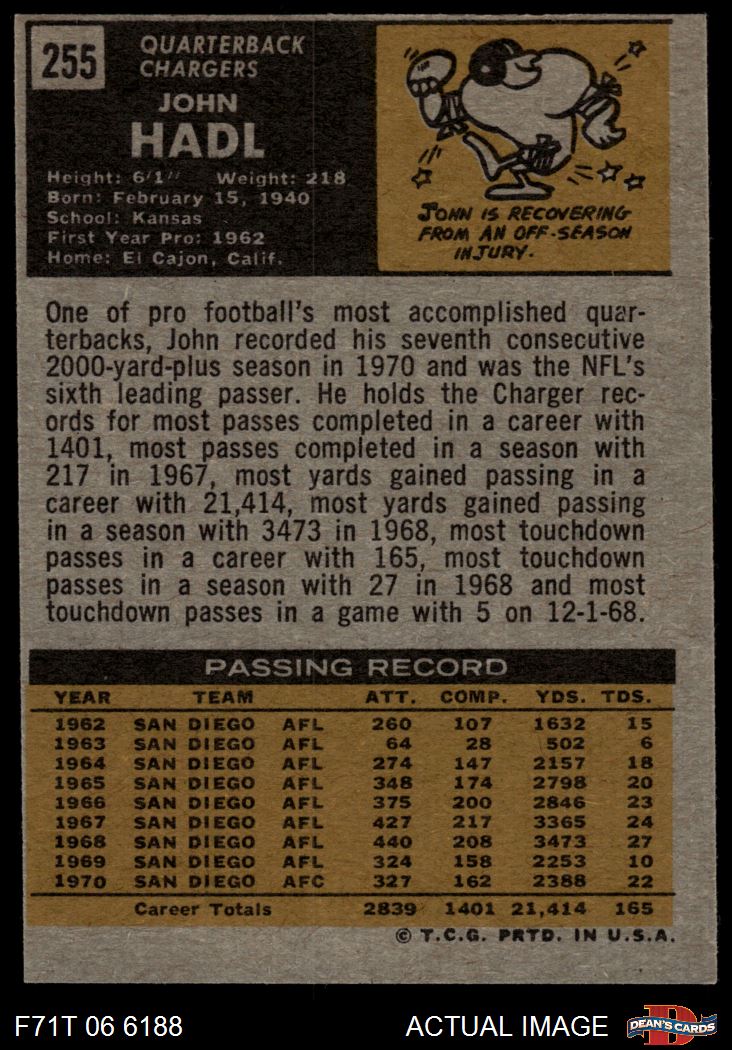 255
QUARTERBACK
CHARGERS
JOHN
HADL
Height: 6'1" Weight: 218
Born: February 15, 1940
School: Kansas
First Year Pro: 1962
Home: El Cajon, Calif.
JOHN IS RECOVERING
FROM AN OFF-SEASON
INJURY.
One of pro football's most accomplished quar-
terbacks, John recorded his seventh consecutive
2000-yard-plus season in 1970 and was the NFL's
sixth leading passer. He holds the Charger rec-
ords for most passes completed in a career with
1401, most passes completed in a season with
217 in 1967, most yards gained passing in a
career with 21,414, most yards gained passing
in a season with 3473 in 1968, most touchdown
passes in a career with 165, most touchdown
passes in a season with 27 in 1968 and most
touchdown passes in a game with 5 on 12-1-68.
PASSING RECORD
YEAR TEAM ATT. COMP. YDS. TDS.
1962 SAN DIEGO AFL 260 107 1632 15
1963 SAN DIEGO AFL 64 28 502 6
1964 SAN DIEGO AFL 274 147 2157 18
1965 SAN DIEGO AFL 348 174 2798 20
1966 SAN DIEGO AFL 375 200 2846 23
1967 SAN DIEGO AFL 427 217 3365 24
1968 SAN DIEGO AFL 440 208 3473 27
1969 SAN DIEGO AFL 324 158 2253 10
1970 SAN DIEGO AFC 327 162 2388 22
Career Totals 2839 1401 21,414 165
© T.C.G. PRTD. IN U.S.A.
F71T 06 6188 ACTUAL IMAGE
D
DEAN'S CARDS